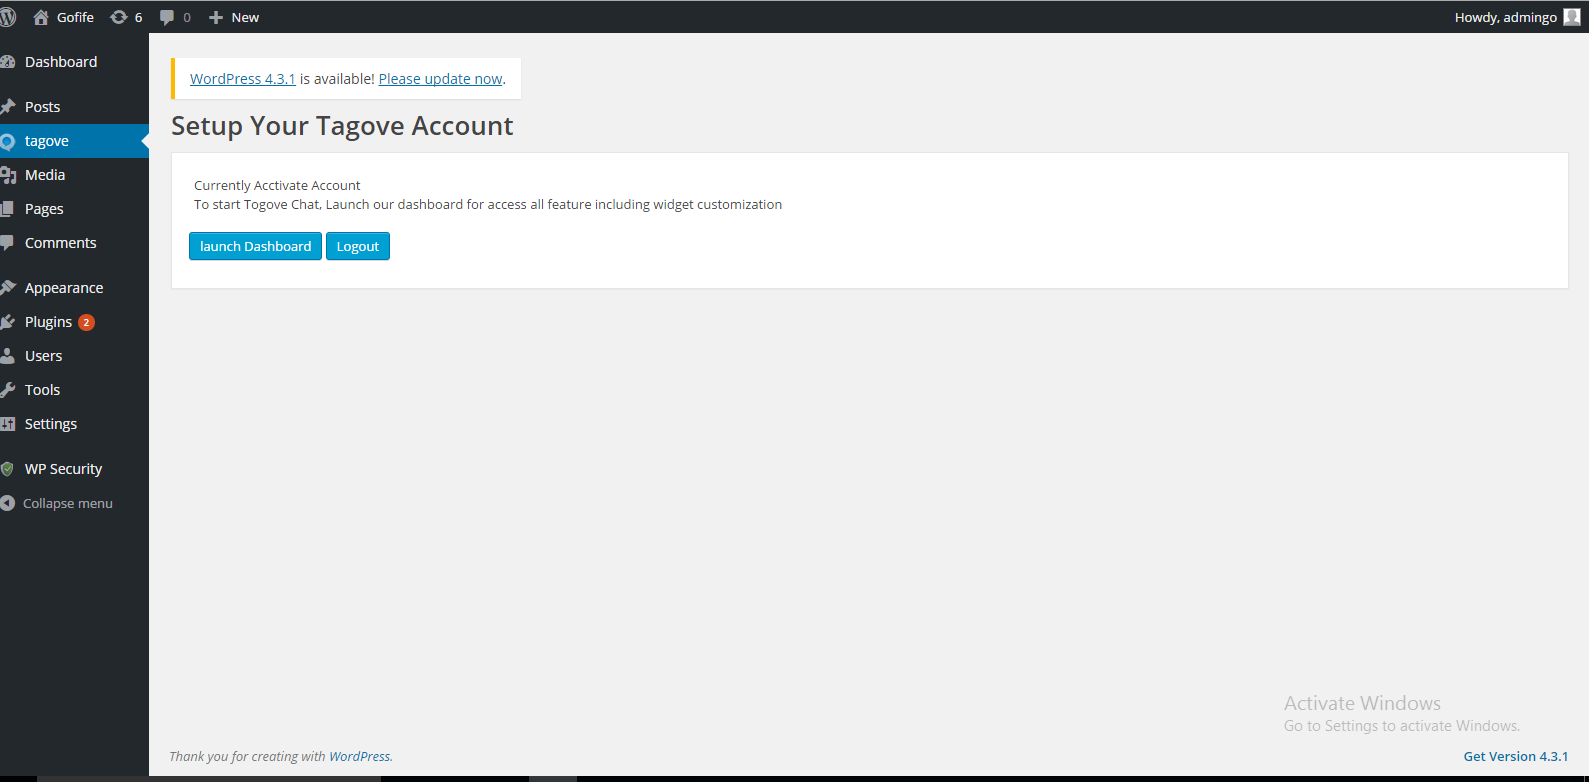 Gofife 6 0 New Howdy, admingo
Dashboard
Posts
tagove
Media
Pages
Comments
Appearance
Plugins 2
Users
Tools
Settings
WP Security
Collapse menu
WordPress 4.3.1 is available! Please update now.
Setup Your Tagove Account
Currently Acctivate Account
To start Togove Chat, Launch our dashboard for access all feature including widget customization
launch Dashboard Logout
Activate Windows
Go to Settings to activate Windows.
Thank you for creating with WordPress. Get Version 4.3.1